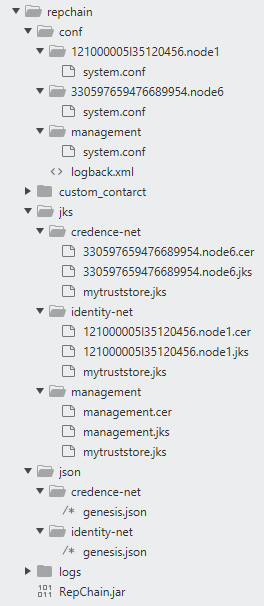 repchain
conf
121000005l35120456.node1
system.conf
330597659476689954.node6
system.conf
management
system.conf
<> logback.xml
custom_contarct
jks
credence-net
330597659476689954.node6.cer
330597659476689954.node6.jks
mytruststore.jks
identity-net
121000005l35120456.node1.cer
121000005l35120456.node1.jks
mytruststore.jks
management
management.cer
management.jks
mytruststore.jks
json
credence-net
/* genesis.json
identity-net
/* genesis.json
logs
RepChain.jar